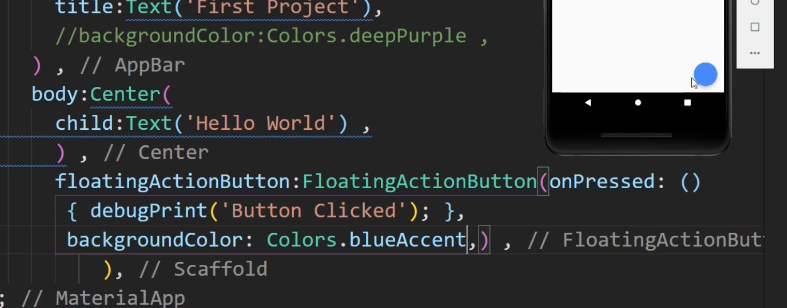 title:Text('First Project'),
//backgroundColor:Colors.deepPurple ,
) , // AppBar
body:Center(
child:Text('Hello World') ,
) , // Center
floatingActionButton:FloatingActionButton(onPressed: ()
{ debugPrint('Button Clicked'); },
backgroundColor: Colors.blueAccent,) , // FloatingActionBut
), // Scaffold
; // MaterialApp